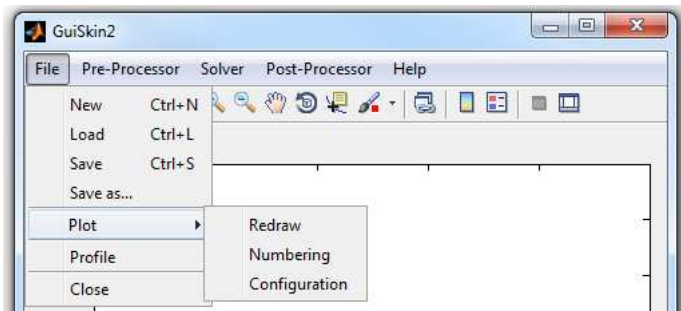 GuiSkin2
File Pre-Processor Solver Post-Processor Help
New Ctrl+N
Load Ctrl+L
Save Ctrl+S
Save as...
Plot
Redraw
Profile
Numbering
Close
Configuration